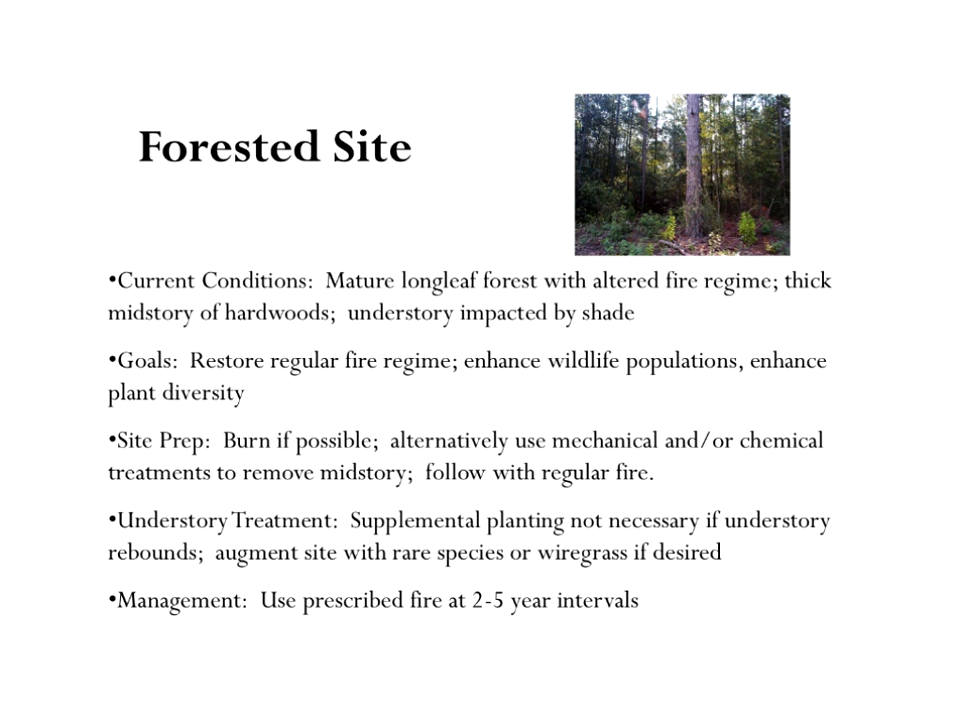 Forested Site
•Current Conditions:  Mature longleaf forest with altered fire regime; thick
midstory of hardwoods;  understory impacted by shade
•Goals:  Restore regular fire regime; enhance wildlife populations, enhance
plant diversity
•Site Prep:  Burn if possible;  alternatively use mechanical and/or chemical
treatments to remove midstory;  follow with regular fire.
•Understory Treatment:  Supplemental planting not necessary if understory
rebounds;  augment site with rare species or wiregrass if desired
•Management:  Use prescribed fire at 2-5 year intervals